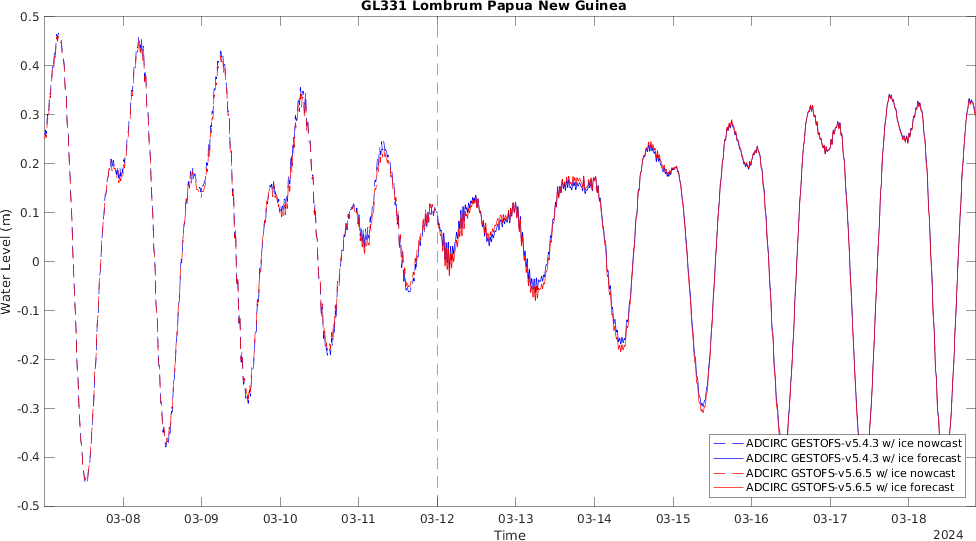 GL331 Lombrum Papua New Guinea
0.5
0.4
0.3
0.2
0.1
0
-0.1
-0.2
-0.3
-0.4
-0.5
Water Level (m)
ADCIRC GESTOFS-v5.4.3 w/ ice nowcast
ADCIRC GESTOFS-v5.4.3 w/ ice forecast
ADCIRC GSTOFS-v5.6.5 w/ ice nowcast
ADCIRC GSTOFS-v5.6.5 w/ ice forecast
03-08 03-09 03-10 03-11 03-12 03-13 03-14 03-15 03-16 03-17 03-18
Time
2024